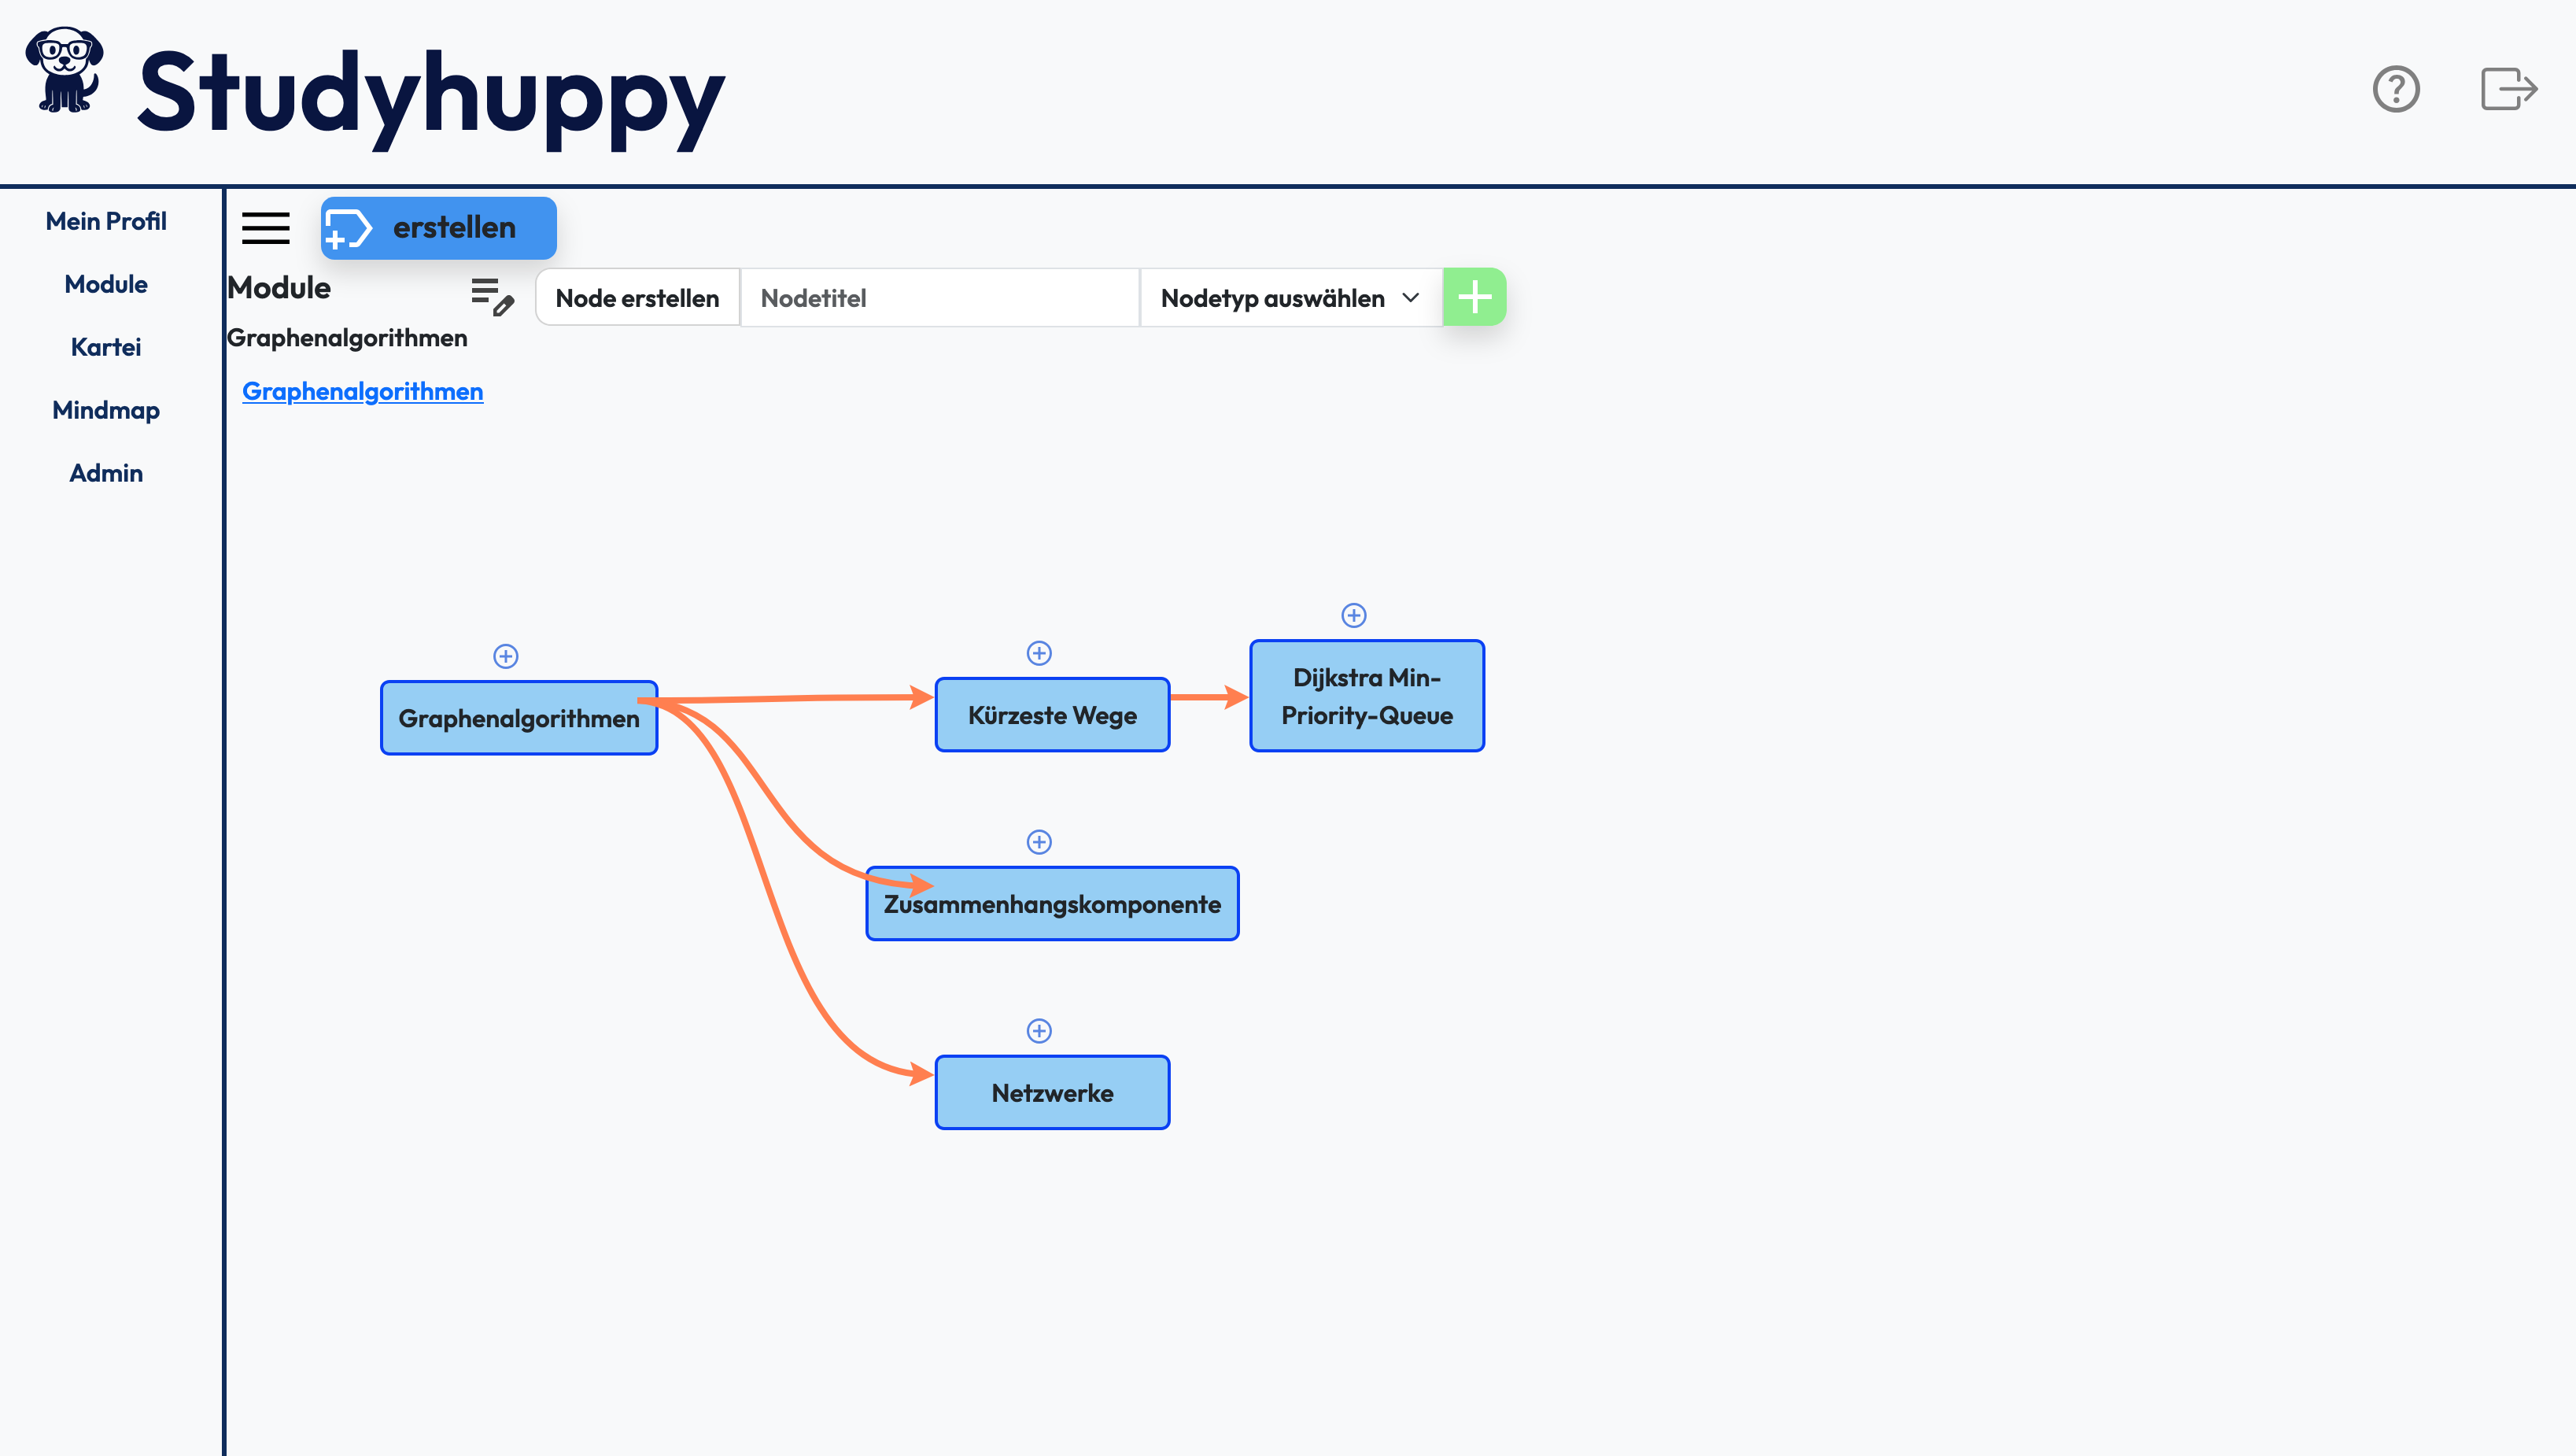 Studyhuppy
Mein Profil
Module
Kartei
Mindmap
Admin
erstellen
Module
Graphenalgorithmen
Graphenalgorithmen
Node erstellen
Nodetitel
Nodetyp auswählen
Graphenalgorithmen
Kürzeste Wege
Dijkstra Min-
Priority-Queue
Zusammenhangskomponente
Netzwerke